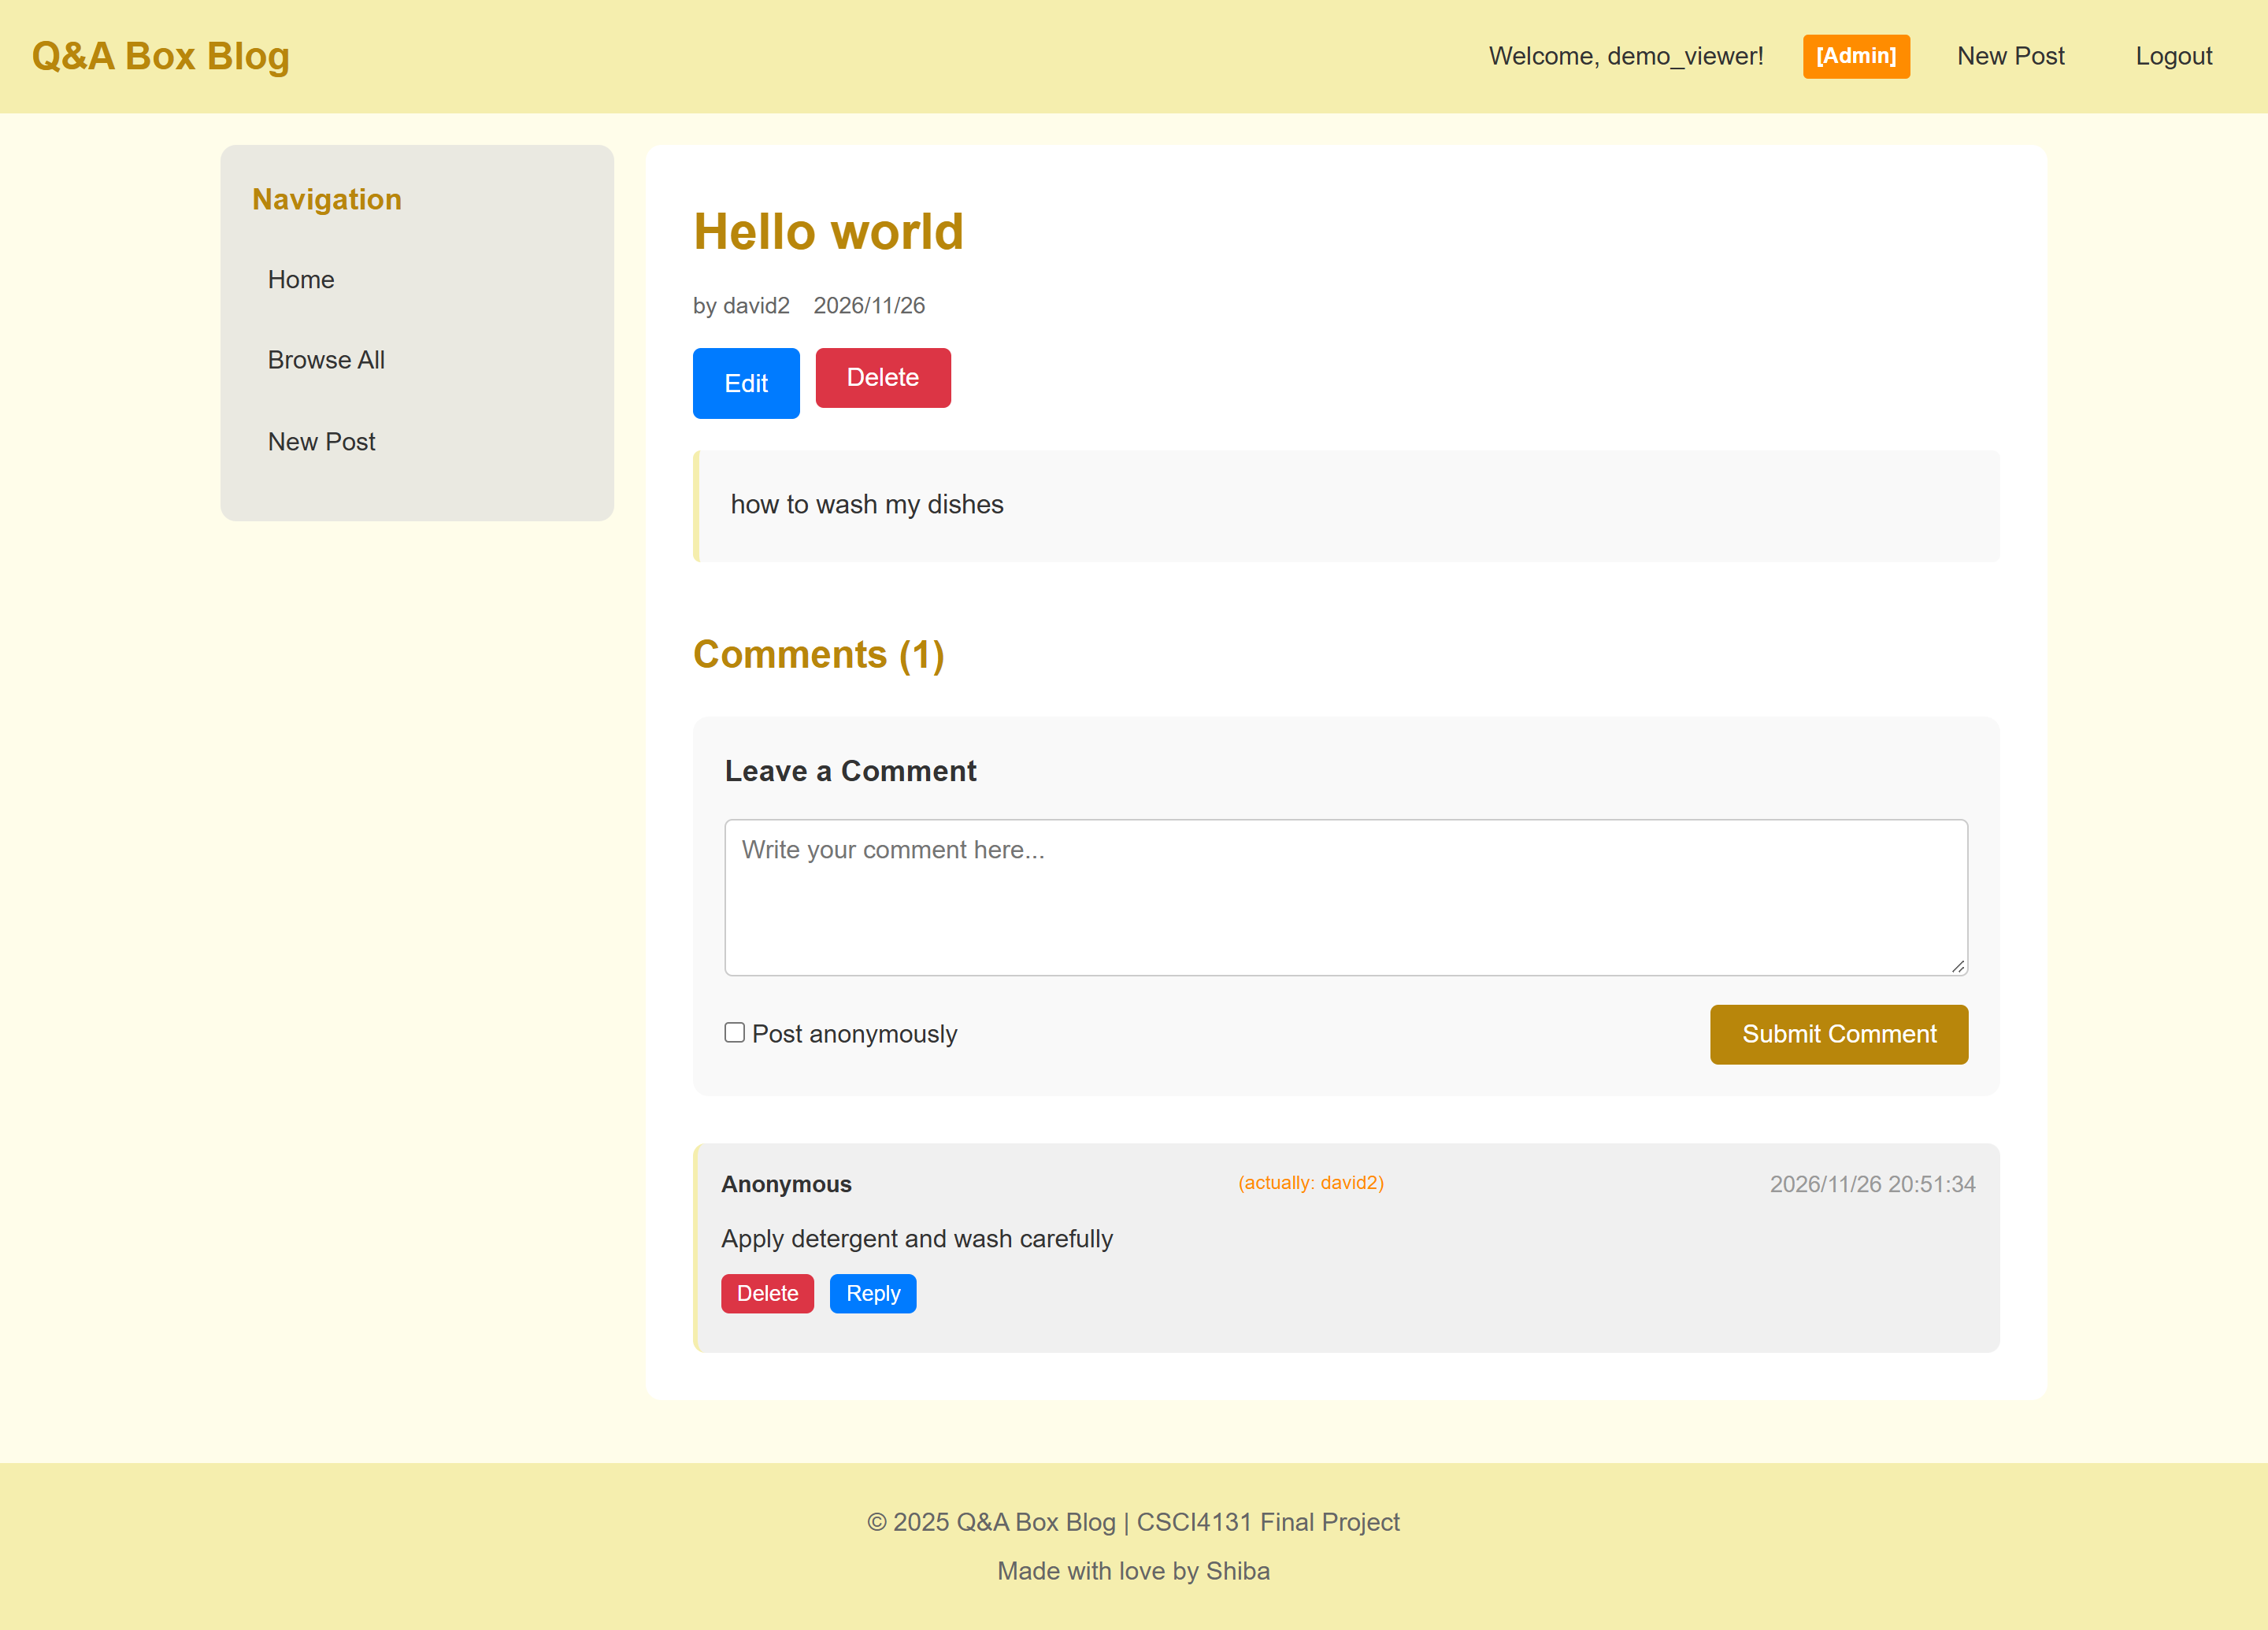 Q&A Box Blog
Welcome, demo_viewer! [Admin] New Post Logout
Navigation
Home
Browse All
New Post
Hello world
by david2 2026/11/26
Edit Delete
how to wash my dishes
Comments (1)
Leave a Comment
Write your comment here...
Post anonymously
Submit Comment
Anonymous (actually: david2) 2026/11/26 20:51:34
Apply detergent and wash carefully
Delete Reply
© 2025 Q&A Box Blog | CSCI4131 Final Project
Made with love by Shiba